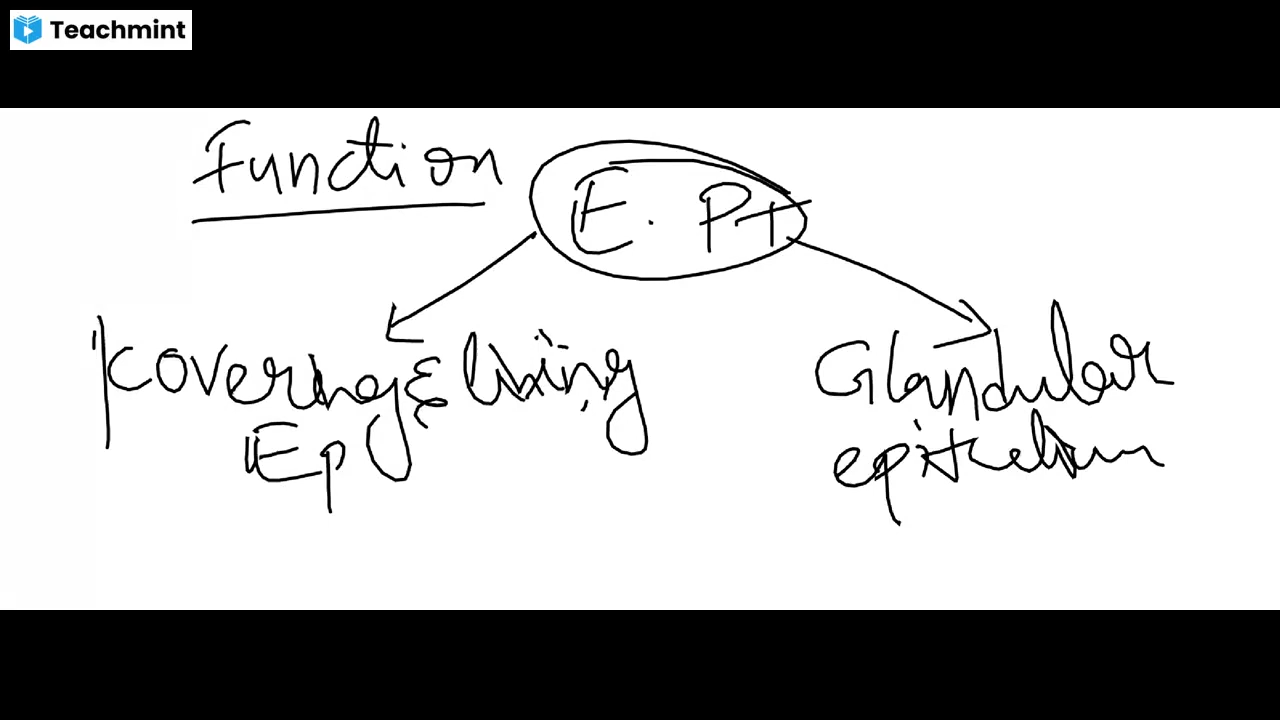 Teachmint
Function
E. PT
Covering & lining
Ep
Glandular
epithelium